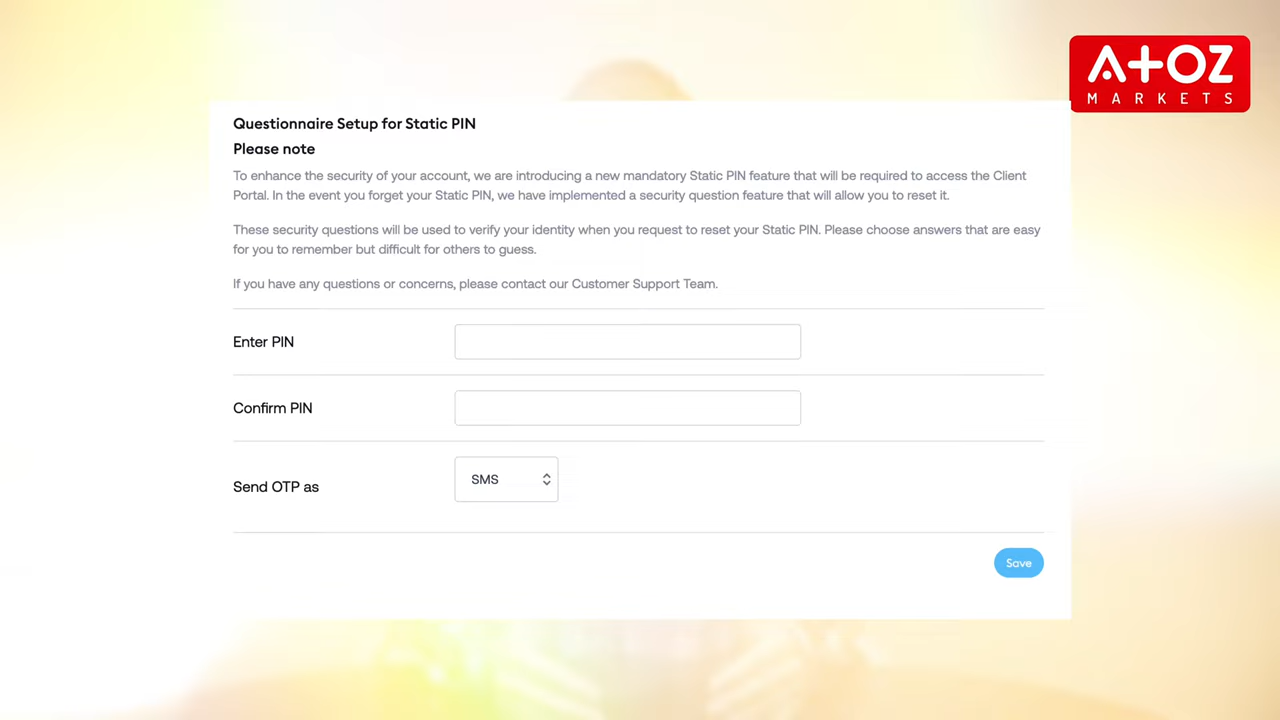 A+OZ
MARKETS
Questionnaire Setup for Static PIN
Please note
To enhance the security of your account, we are introducing a new mandatory Static PIN feature that will be required to access the Client
Portal. In the event you forget your Static PIN, we have implemented a security question feature that will allow you to reset it.
These security questions will be used to verify your identity when you request to reset your Static PIN. Please choose answers that are easy
for you to remember but difficult for others to guess.
If you have any questions or concerns, please contact our Customer Support Team.
Enter PIN
Confirm PIN
Send OTP as
SMS
Save